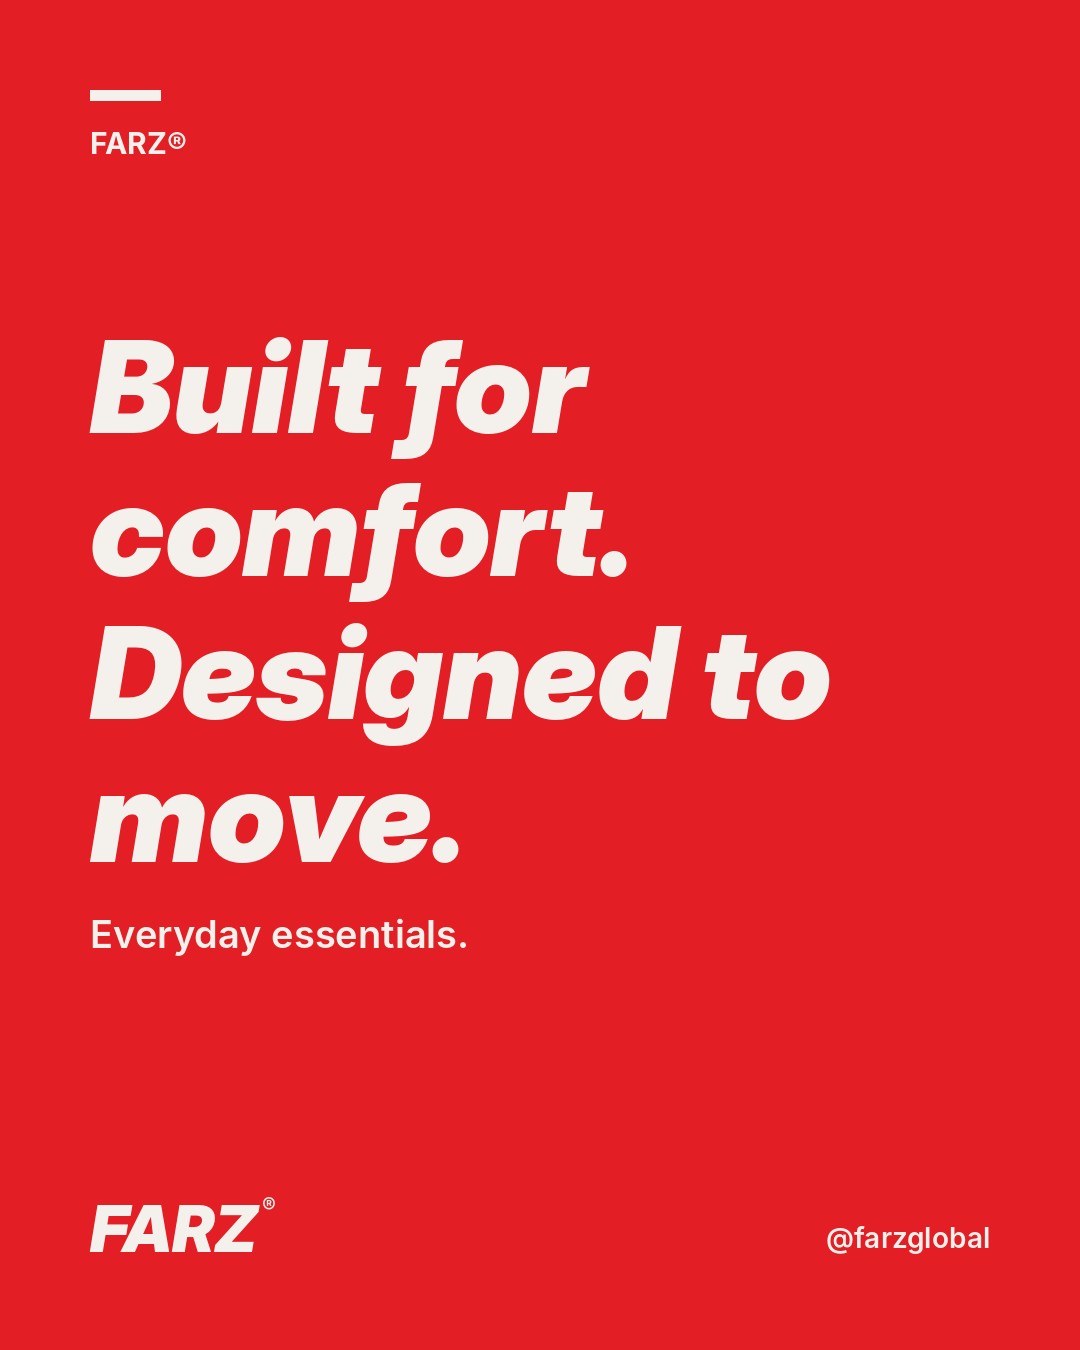 FARZ®
Built for
comfort.
Designed to
move.
Everyday essentials.
FARZ®
@farzglobal